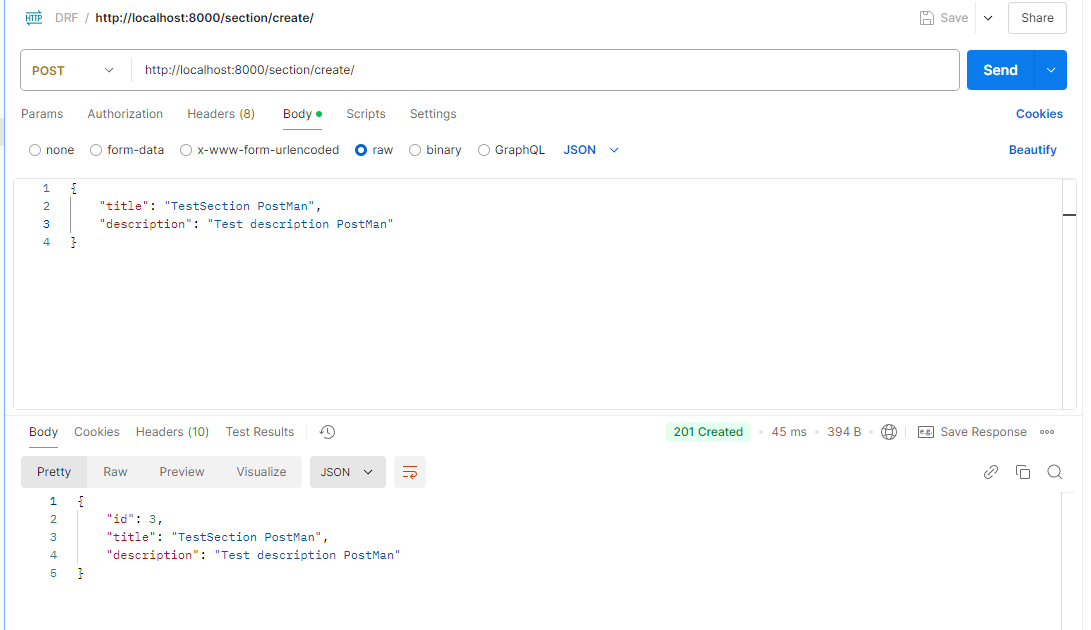 HTTP DRF / http://localhost:8000/section/create/ Save Share
POST http://localhost:8000/section/create/ Send
Params Authorization Headers (8) Body Scripts Settings Cookies
none form-data x-www-form-urlencoded raw binary GraphQL JSON Beautify
1 {
2 "title": "TestSection PostMan",
3 "description": "Test description PostMan"
4 }
Body Cookies Headers (10) Test Results 201 Created 45 ms 394 B e.g. Save Response
Pretty Raw Preview Visualize JSON
1 {
2 "id": 3,
3 "title": "TestSection PostMan",
4 "description": "Test description PostMan"
5 }